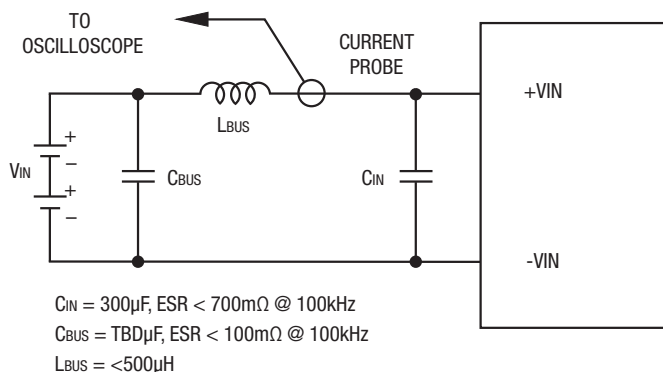 TO
OSCILLOSCOPE
CURRENT
PROBE
+VIN
LBUS
+
VIN
−
+
−
CBUS
CIN
-VIN
CIN = 300µF, ESR < 700mΩ @ 100kHz
CBUS = TBDµF, ESR < 100mΩ @ 100kHz
LBUS = <500µH